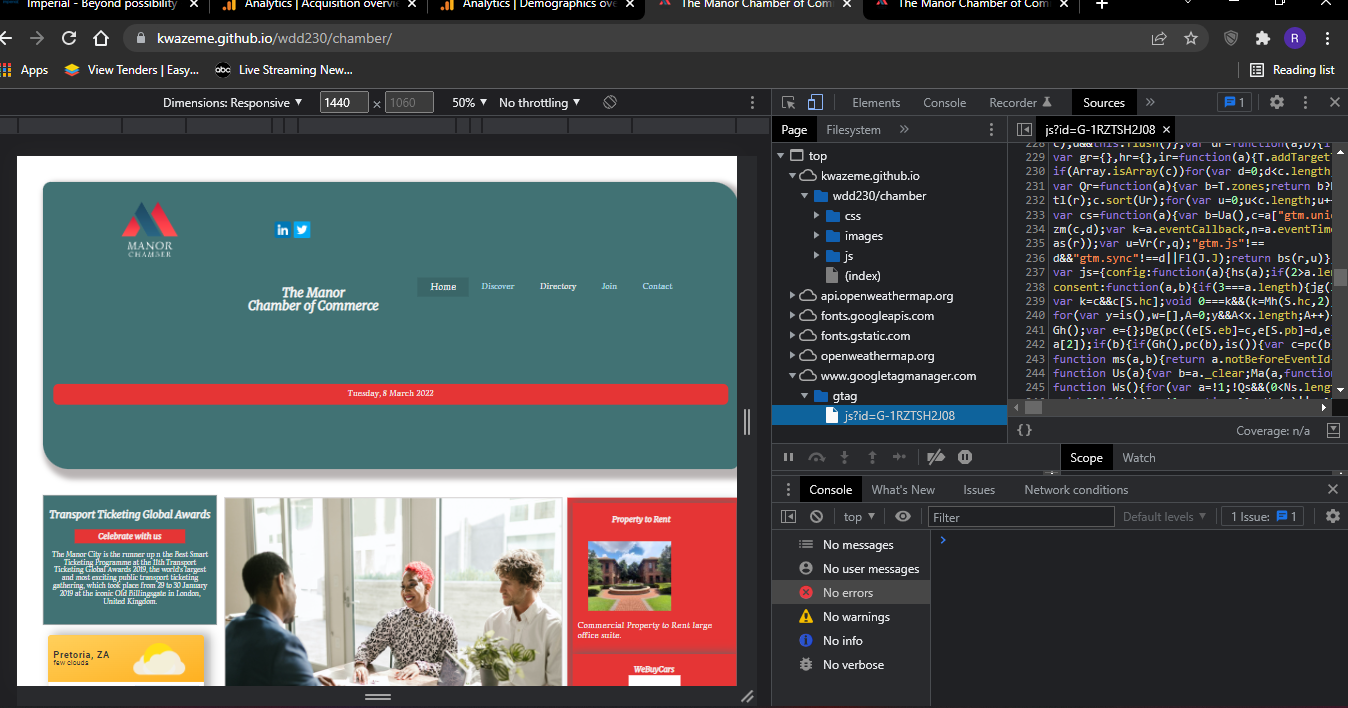 Imperial - Beyond possibility
Analytics | Acquisition overvie
Analytics | Demographics ove
The Manor Chamber of Com
The Manor Chamber of Com
kwazeme.github.io/wdd230/chamber/
R
Apps
View Tenders | Easy...
abc
Live Streaming New...
Reading list
Dimensions: Responsive
1440
×
1060
50%
No throttling
Elements
Console
Recorder
Sources
1
Page
Filesystem
js?id=G-1RZTSH2J08
top
kwazeme.github.io
wdd230/chamber
css
images
js
(index)
api.openweathermap.org
fonts.googleapis.com
fonts.gstatic.com
openweathermap.org
www.googletagmanager.com
gtag
js?id=G-1RZTSH2J08
229 var gr={},hr={},ir=function(a){T.addTarget
230 if(Array.isArray(c))for(var d=0;d<c.length
231 var Qr=function(a){var b=T.zones;return b?
232 tl(r);c.sort(Ur);for(var u=0;u<c.length;u+
233 var cs=function(a){var b=Ua(),c=a["gtm.uni
234 zm(c,d);var k=a.eventCallback,n=a.eventTim
235 as(r));var u=Vr(r,q);"gtm.js"!==
236 d&&"gtm.sync"!==d||Fl(J.J);return bs(r,u)}
237 var js={config:function(a){hs(a);if(2>a.len
238 consent:function(a,b){if(3===a.length){jg(
239 var k=c&&c[S.hc];void 0===k&&(k=Mh(S.hc,2)
240 for(var y=is(),w=[],A=0;y&&A<x.length;A++)
241 Gh();var e={};Dg(pc((e[S.eb]=c,e[S.pb]=d,e
242 a[2]);if(b){if(Gh(),pc(b),is()){var c=pc(b
243 function ms(a,b){return a.notBeforeEventId
244 function Us(a){var b=a._clear;Ma(a,function
245 function Ws(){for(var a=!1;!Qs&&(0<Ns.leng
{}
Coverage: n/a
Scope
Watch
Console
What's New
Issues
Network conditions
top
Filter
Default levels
1 Issue:
1
No messages
No user messages
No errors
No warnings
No info
No verbose
MANOR
CHAMBER
in
The Manor
Chamber of Commerce
Home
Discover
Directory
Join
Contact
Tuesday, 8 March 2022
Transport Ticketing Global Awards
Celebrate with us
The Manor City is the runner up n the Best Smart
Ticketing Programme at the 11th Transport
Ticketing Global Awards 2019, the world's largest
and most exciting public transport ticketing
gathering, which took place from 29 to 30 January
2019 at the iconic Old Billingsgate in London,
United Kingdom.
Pretoria, ZA
few clouds
Property to Rent
Commercial Property to Rent large
office suite.
WeBuyCars